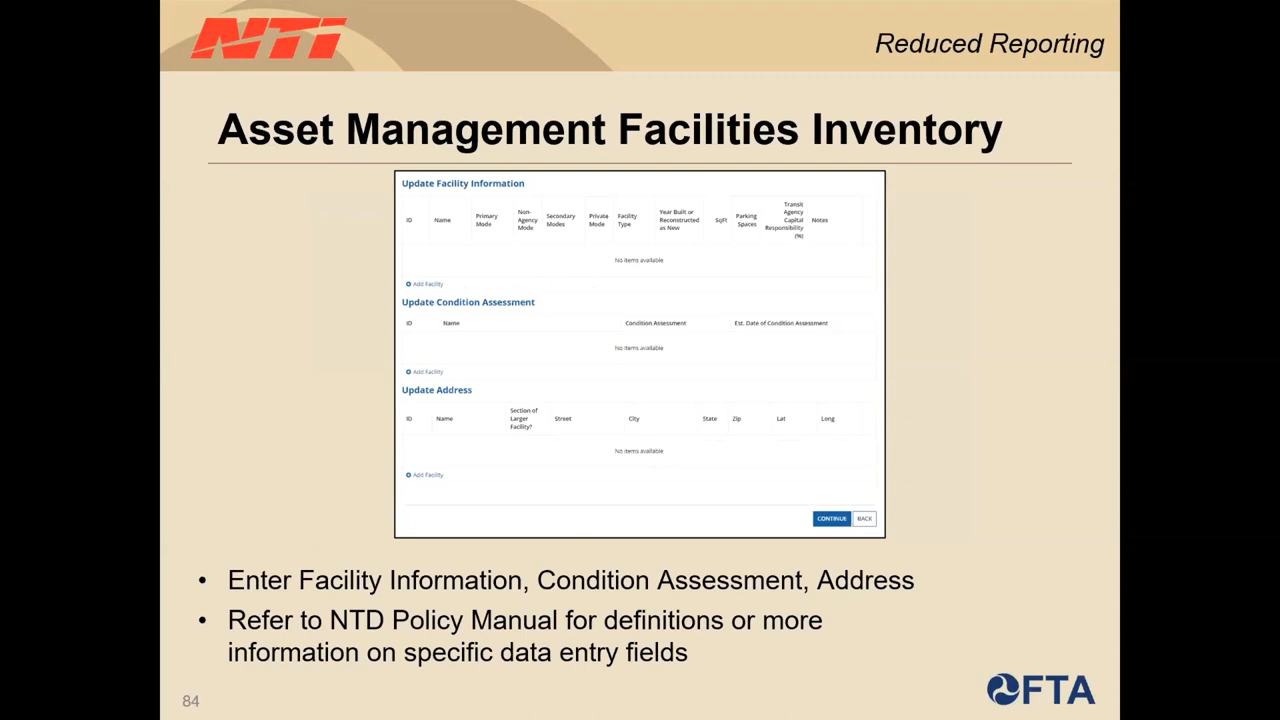 NTI
Reduced Reporting
Asset Management Facilities Inventory
Update Facility Information
ID Name Primary Mode Non-Agency Mode Secondary Modes Private Mode Facility Type Year Built or Reconstructed as New SqFt Parking Spaces Transit Agency Capital Responsibility (%) Notes
No items available
Add Facility
Update Condition Assessment
ID Name Condition Assessment Est. Date of Condition Assessment
No items available
Add Facility
Update Address
ID Name Section of Larger Facility? Street City State Zip Lat Long
No items available
Add Facility
CONTINUE BACK
• Enter Facility Information, Condition Assessment, Address
• Refer to NTD Policy Manual for definitions or more
information on specific data entry fields
84
FTA